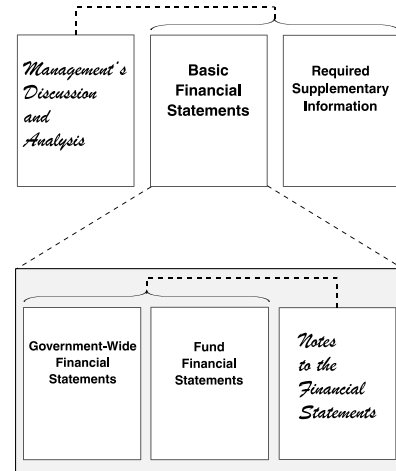 Management's
Discussion
and
Analysis
Basic
Financial
Statements
Required
Supplementary
Information
Government-Wide
Financial
Statements
Fund
Financial
Statements
Notes
to the
Financial
Statements